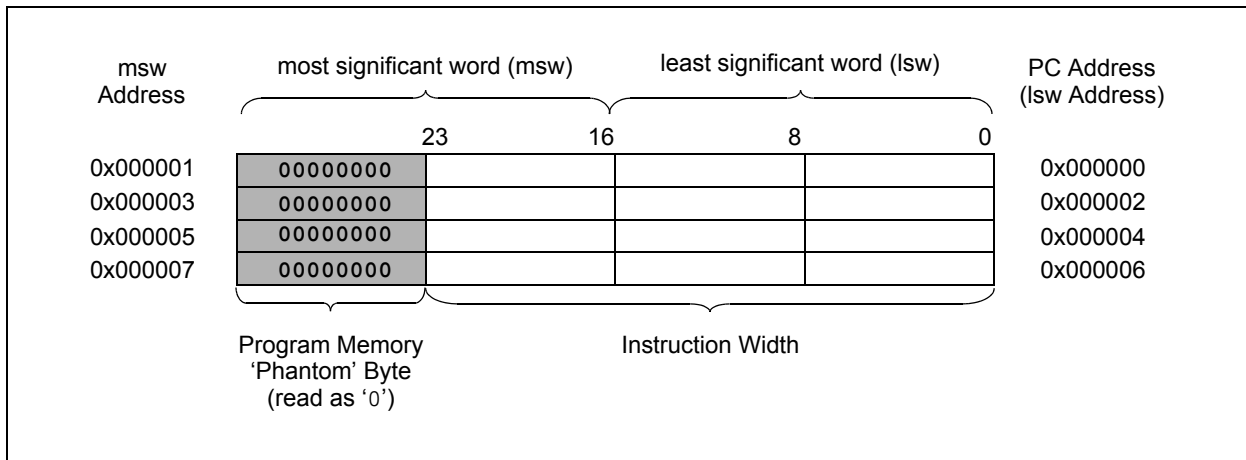 msw
Address
most significant word (msw)
least significant word (lsw)
PC Address
(lsw Address)
23 16 8 0
0x000001 00000000 0x000000
0x000003 00000000 0x000002
0x000005 00000000 0x000004
0x000007 00000000 0x000006
Program Memory
‘Phantom’ Byte
(read as ‘0’)
Instruction Width